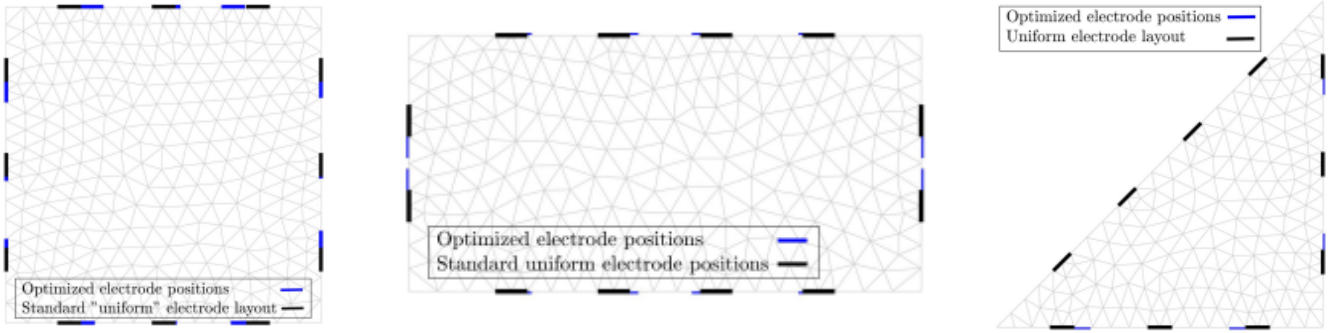 Optimized electrode positions
Standard "uniform" electrode layout
Optimized electrode positions
Standard uniform electrode positions
Optimized electrode positions
Uniform electrode layout